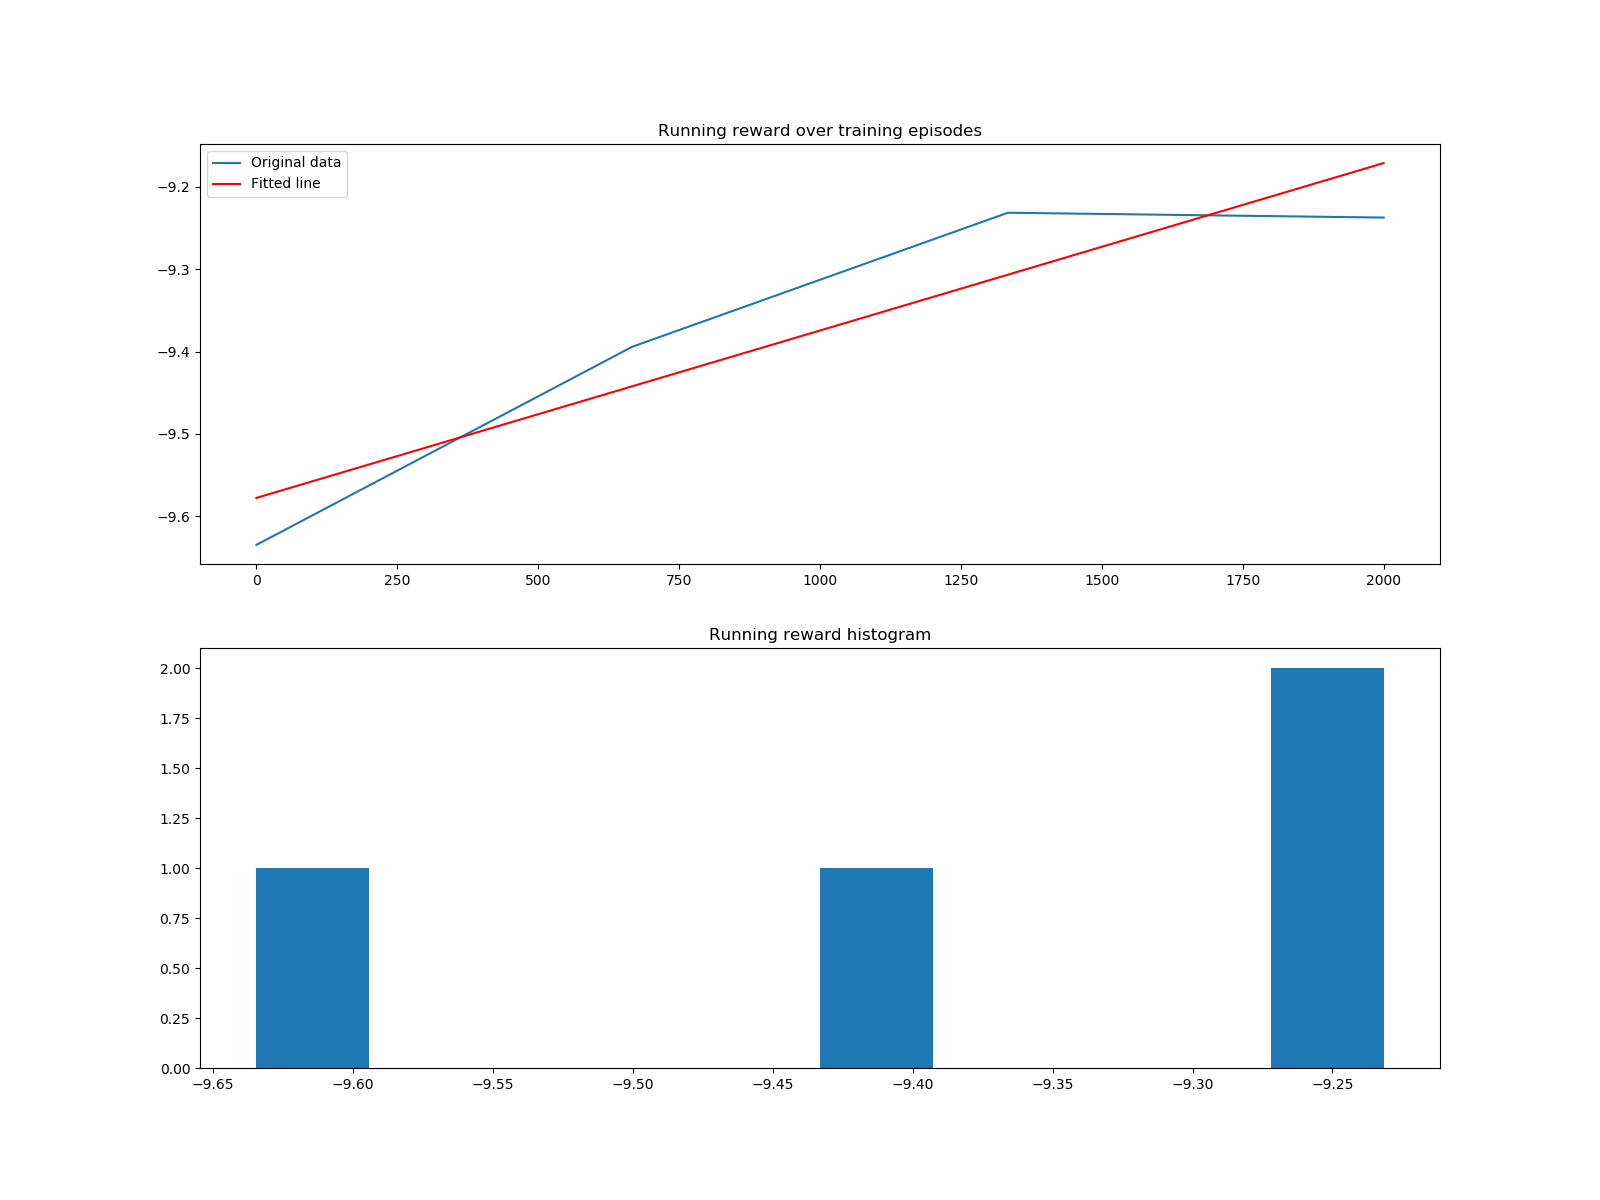 Running reward over training episodes
Original data
Fitted line
−9.2
−9.3
−9.4
−9.5
−9.6
0 250 500 750 1000 1250 1500 1750 2000
Running reward histogram
2.00
1.75
1.50
1.25
1.00
0.75
0.50
0.25
0.00
−9.65 −9.60 −9.55 −9.50 −9.45 −9.40 −9.35 −9.30 −9.25